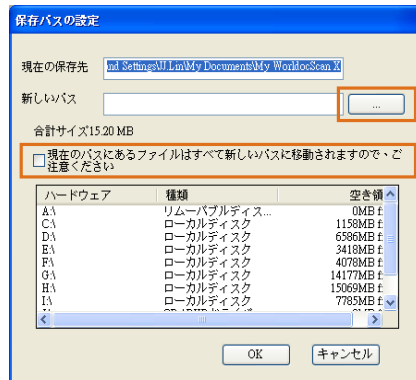 保存パスの設定
現在の保存先 nd Settings\U.Lin\My Documents\My WorldocScan X
新しいパス ...
合計サイズ15.20 MB
現在のパスにあるファイルはすべて新しいパスに移動されますので、ご
注意ください
ハードウェア 種類 空き領
A:\ リムーバブルディス... 0MB f
C:\ ローカルディスク 1158MB f
D:\ ローカルディスク 6586MB f
E:\ ローカルディスク 3418MB f
F:\ ローカルディスク 4078MB f
G:\ ローカルディスク 14177MB f
H:\ ローカルディスク 15069MB f
I:\ ローカルディスク 7785MB f
OK キャンセル